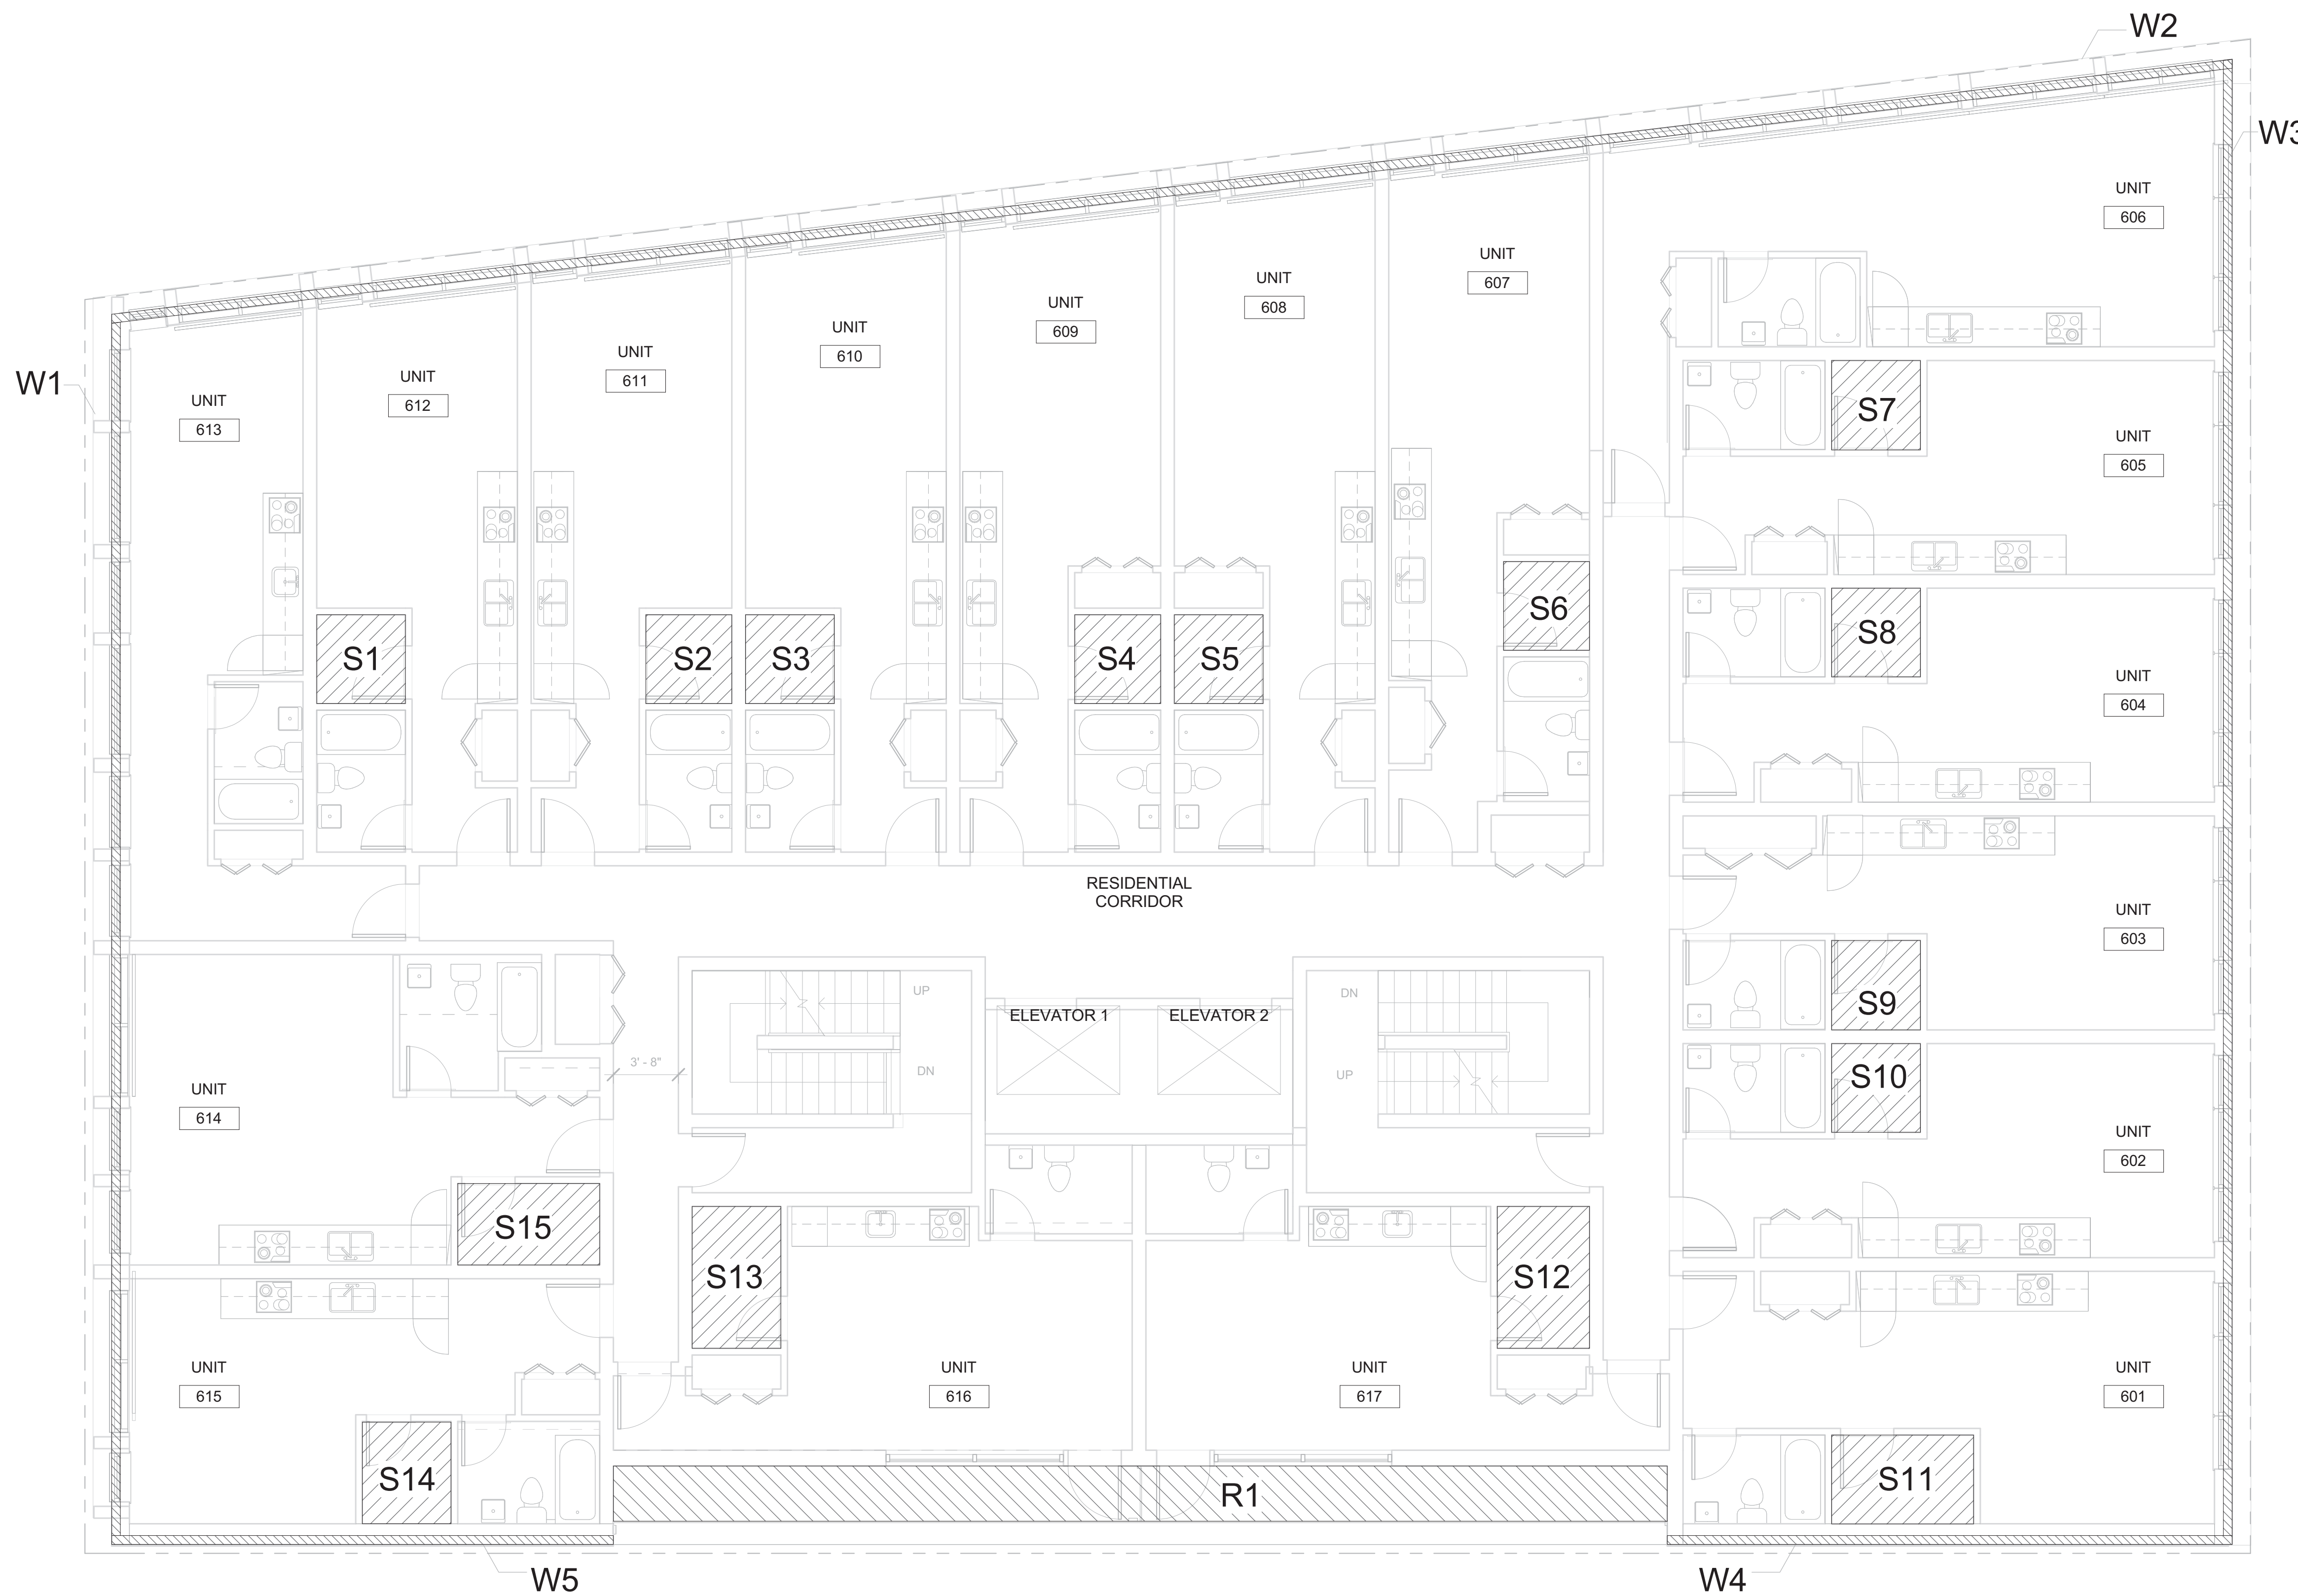 W2
W3
UNIT
606
UNIT
607
UNIT
608
UNIT
609
UNIT
610
UNIT
611
UNIT
612
UNIT
613
W1
S7
UNIT
605
S1
S2
S3
S4
S5
S6
S8
UNIT
604
RESIDENTIAL
CORRIDOR
UNIT
603
S9
UP
DN
ELEVATOR 1
ELEVATOR 2
DN
UP
3' - 8"
S10
UNIT
602
UNIT
614
S15
S13
S12
UNIT
615
UNIT
616
UNIT
617
UNIT
601
S14
R1
S11
W5
W4